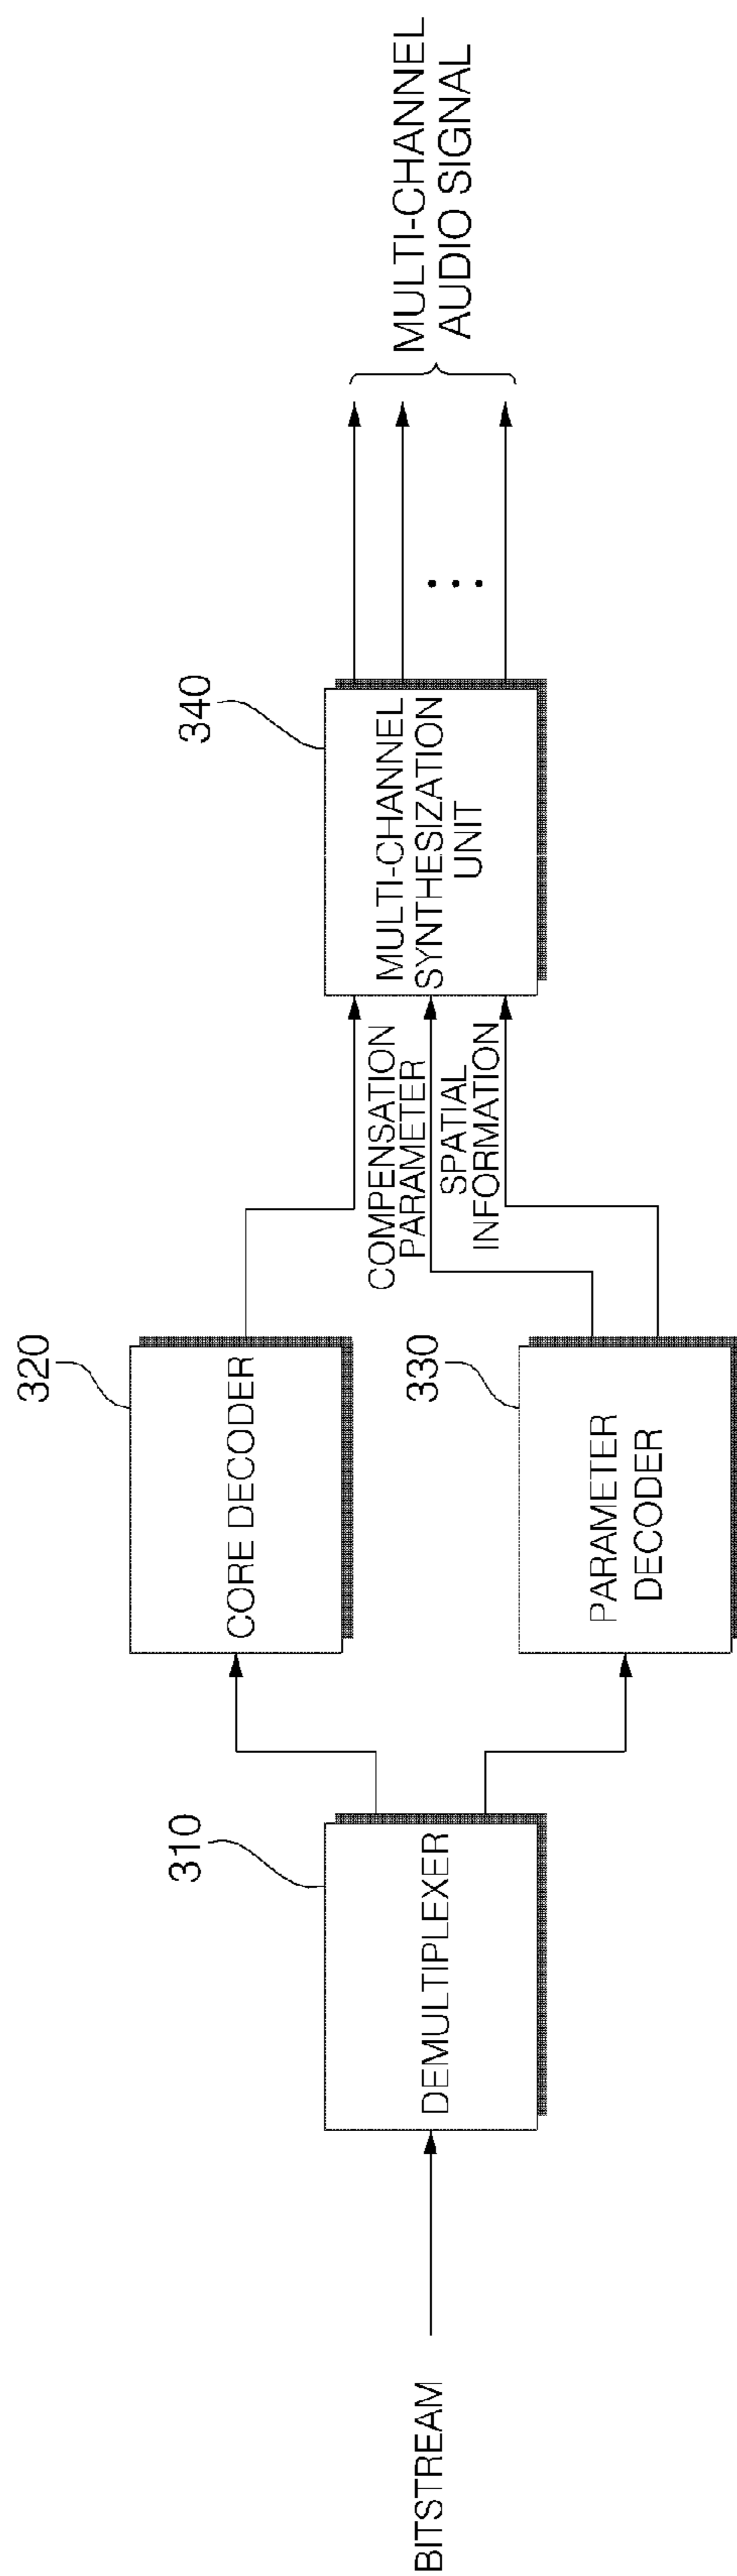 BITSTREAM
310
DEMULTIPLEXER
320
CORE DECODER
330
PARAMETER
DECODER
COMPENSATION
PARAMETER
SPATIAL
INFORMATION
340
MULTI-CHANNEL
SYNTHESIZATION
UNIT
MULTI-CHANNEL
AUDIO SIGNAL